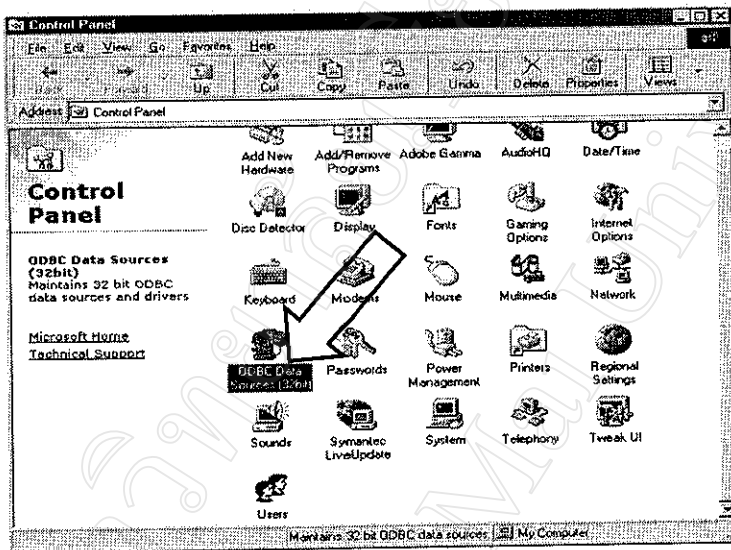 Control Panel
File Edit View Go Favorites Help
Back Forward Up Cut Copy Paste Undo Delete Properties Views
Address Control Panel
Add New Hardware
Add/Remove Programs
Adobe Gamma
AudioHQ
Date/Time
Control Panel
Disc Detector
Display
Fonts
Gaming Options
Internet Options
ODBC Data Sources
(32bit)
Maintains 32 bit ODBC
data sources and drivers
Keyboard
Modems
Mouse
Multimedia
Network
Microsoft Home
Technical Support
ODBC Data Sources (32bit)
Passwords
Power Management
Printers
Regional Settings
Sounds
Symantec LiveUpdate
System
Telephony
Tweak UI
Users
Maintains 32 bit ODBC data sources My Computer